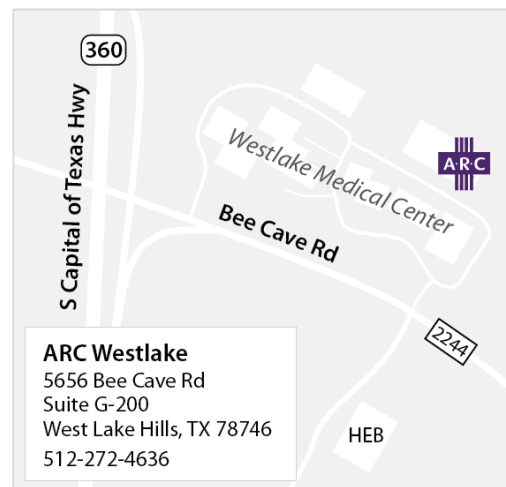 360
S Capital of Texas Hwy
Westlake Medical Center
A·R·C
Bee Cave Rd
2244
ARC Westlake
5656 Bee Cave Rd
Suite G-200
West Lake Hills, TX 78746
512-272-4636
HEB